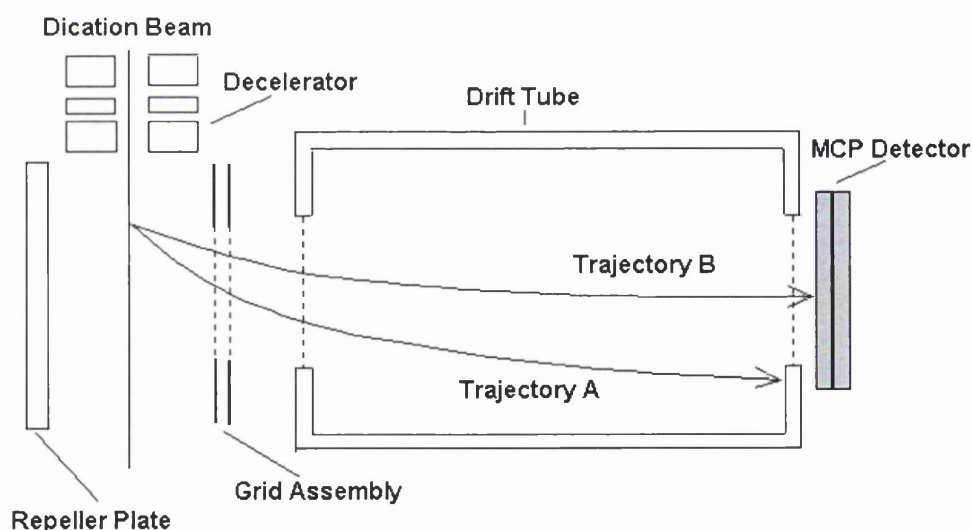 Dication Beam
Decelerator
Drift Tube
MCP Detector
Trajectory B
Trajectory A
Grid Assembly
Repeller Plate